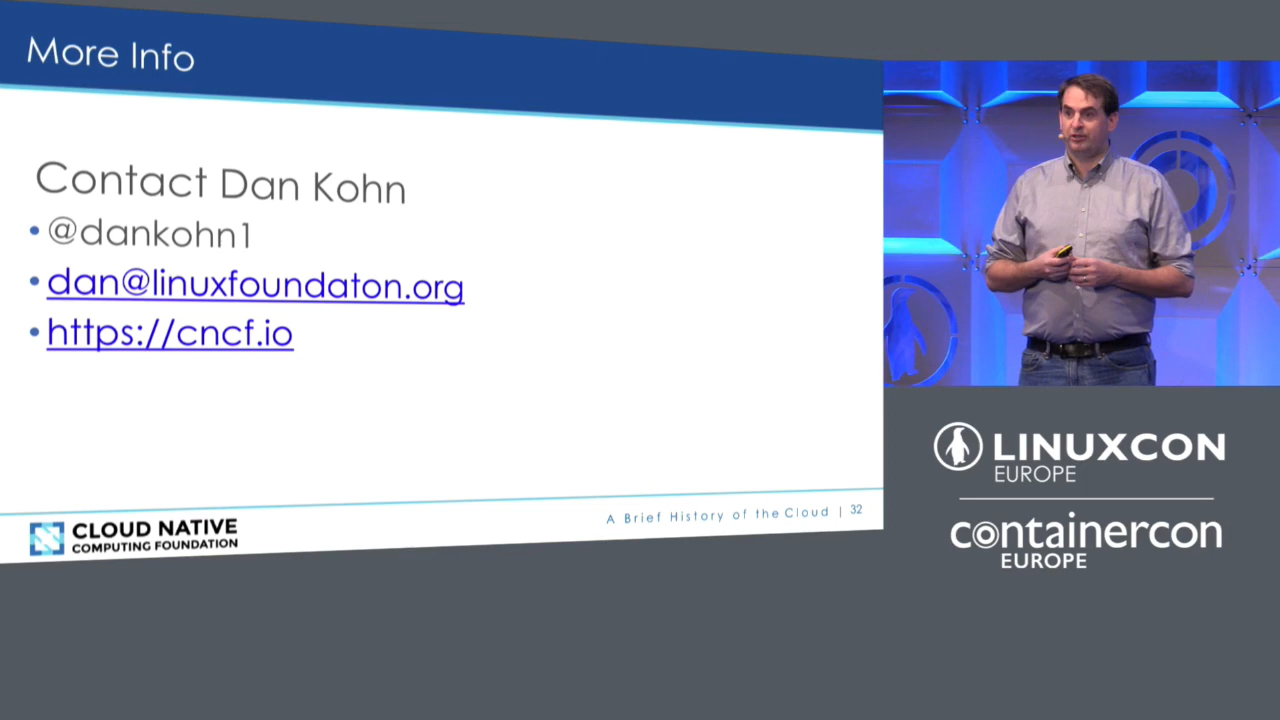 More Info
Contact Dan Kohn
• @dankohn1
• dan@linuxfoundaton.org
• https://cncf.io
CLOUD NATIVE
COMPUTING FOUNDATION
A Brief History of the Cloud | 32
LINUXCON
EUROPE
containercon
EUROPE